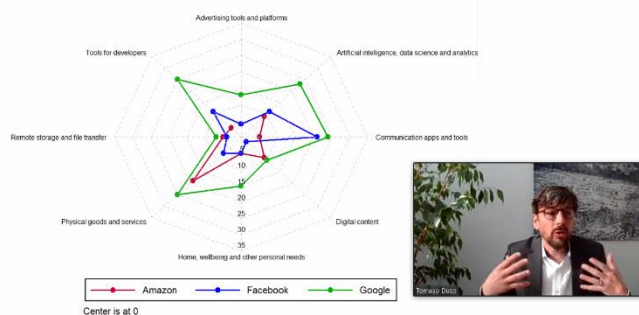 Advertising tools and platforms
Tools for developers
Artificial intelligence, data science and analytics
Remote storage and file transfer
Communication apps and tools
5
10
15
20
25
30
35
Physical goods and services
Digital content
Home, wellbeing and other personal needs
Amazon Facebook Google
Center is at 0
Tomaso Duso